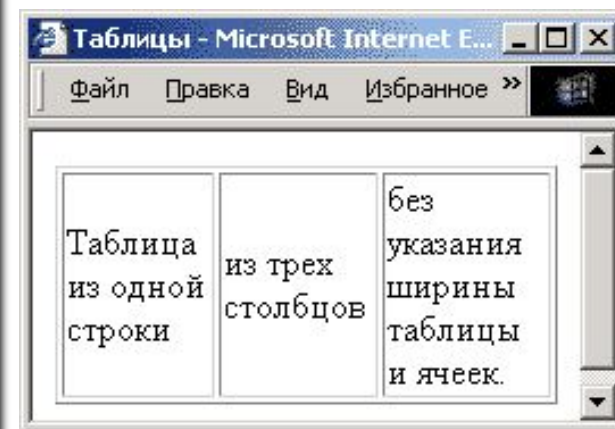 Таблицы - Microsoft Internet E...
Файл Правка Вид Избранное »
Таблица
из одной
строки
из трех
столбцов
без
указания
ширины
таблицы
и ячеек.